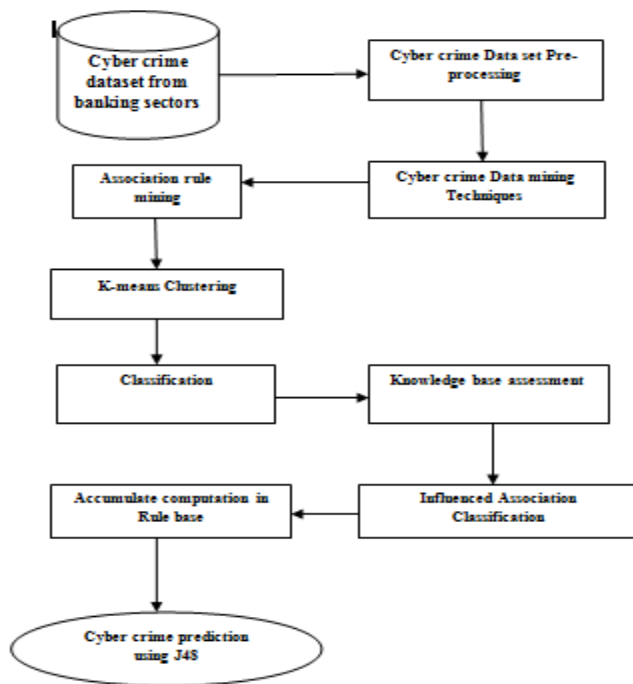 Cyber crime
dataset from
banking sectors
Cyber crime Data set Pre-
processing
Cyber crime Data mining
Techniques
Association rule
mining
K-means Clustering
Classification
Knowledge base assessment
Influenced Association
Classification
Accumulate computation in
Rule base
Cyber crime prediction
using J48